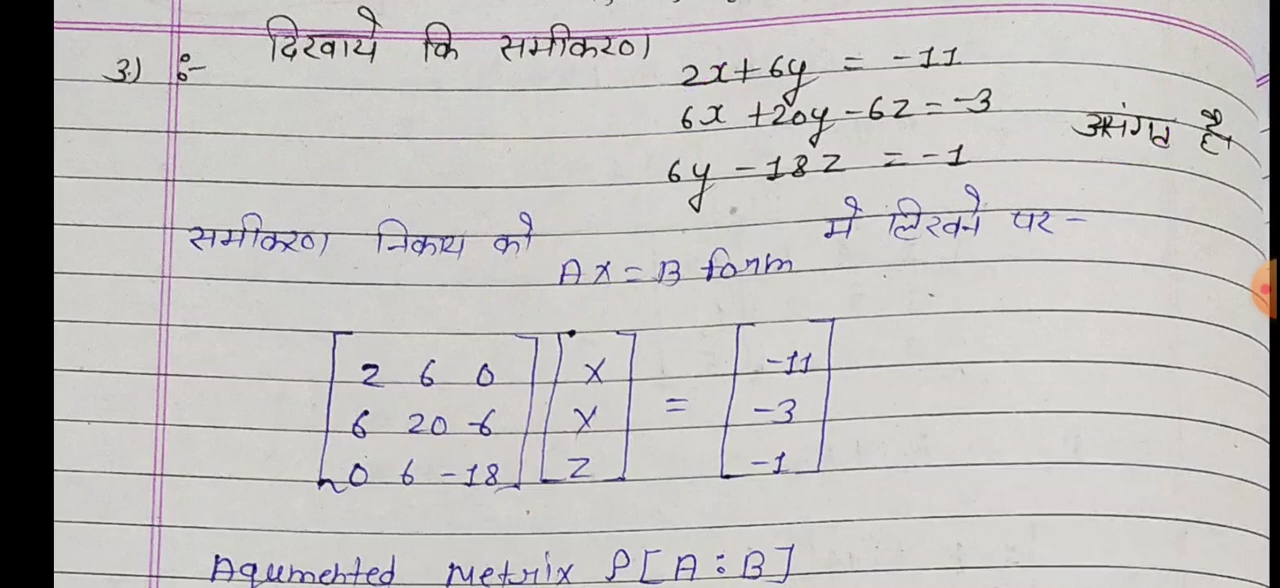 दिखाये कि समीकरण
3.) :- 2x+6y = -11
6x +20y -6z = -3 असंगत है।
6y -18z = -1
समीकरण निकाय को AX = B form में लिखने पर -
[ 2 6 0 ] [ x ] = [ -11 ]
[ 6 20 -6 ] [ y ] [ -3 ]
[ 0 6 -18 ] [ z ] [ -1 ]
Agumented Metrix ρ[A:B]